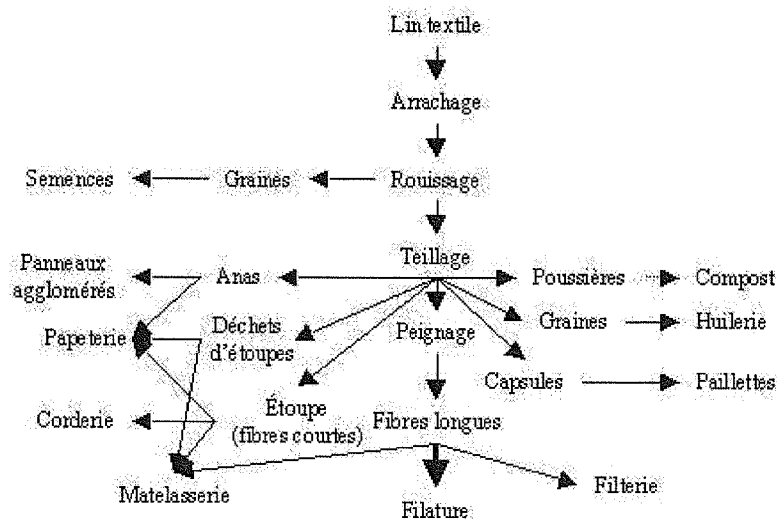 Lin textile
Arrachage
Semences
Graines
Rouissage
Teillage
Panneaux
agglomérés
Anas
Poussières
Compost
Papeterie
Déchets
d'étoupes
Peignage
Graines
Huilerie
Capsules
Paillettes
Corderie
Étoupe
(fibres courtes)
Fibres longues
Matelasserie
Filature
Filterie